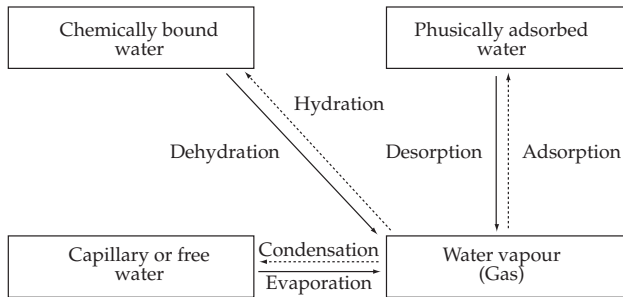 Chemically bound
water
Phusically adsorbed
water
Hydration
Dehydration
Desorption
Adsorption
Capillary or free
water
Condensation
Evaporation
Water vapour
(Gas)